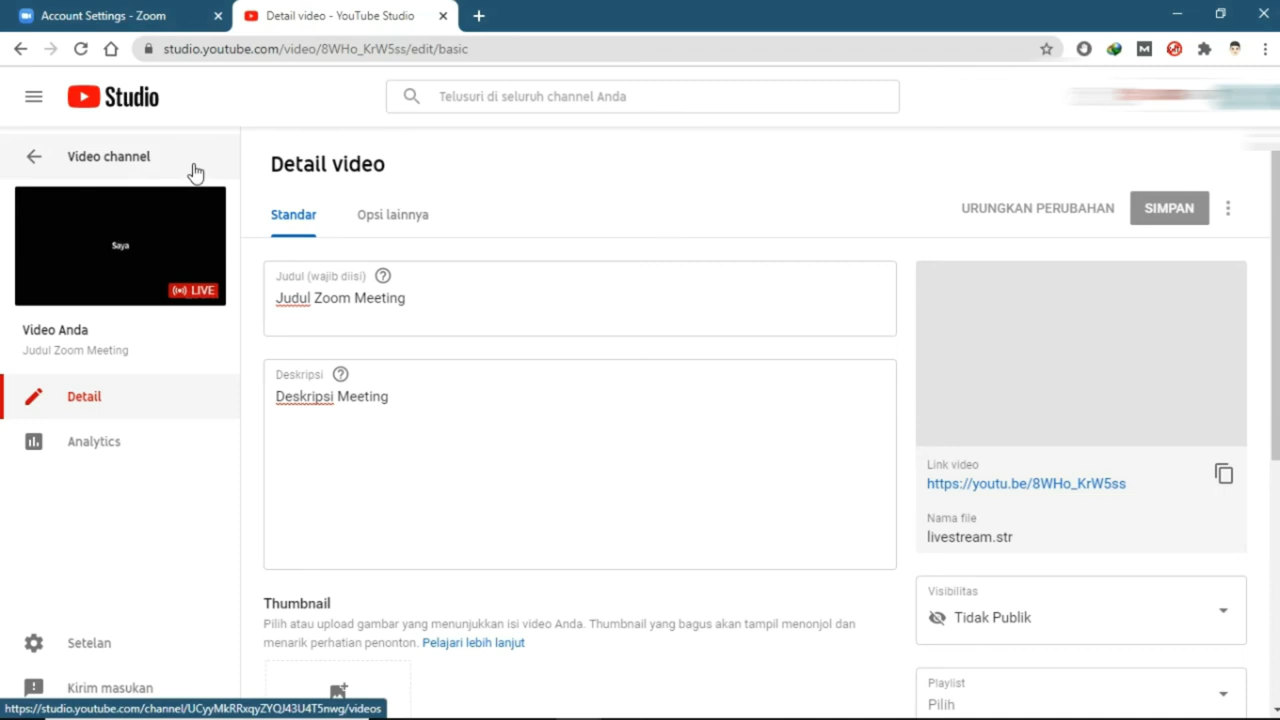 Account Settings - Zoom
Detail video - YouTube Studio
studio.youtube.com/video/8WHo_KrW5ss/edit/basic
Studio
Telusuri di seluruh channel Anda
Video channel
Saya
LIVE
Video Anda
Judul Zoom Meeting
Detail
Analytics
Setelan
Kirim masukan
Detail video
Standar
Opsi lainnya
URUNGKAN PERUBAHAN
SIMPAN
Judul (wajib diisi)
Judul Zoom Meeting
Deskripsi
Deskripsi Meeting
Thumbnail
Pilih atau upload gambar yang menunjukkan isi video Anda. Thumbnail yang bagus akan tampil menonjol dan
menarik perhatian penonton. Pelajari lebih lanjut
Link video
https://youtu.be/8WHo_KrW5ss
Nama file
livestream.str
Visibilitas
Tidak Publik
Playlist
Pilih
https://studio.youtube.com/channel/UCyyMkRRxqyZYQJ43U4T5nwg/videos